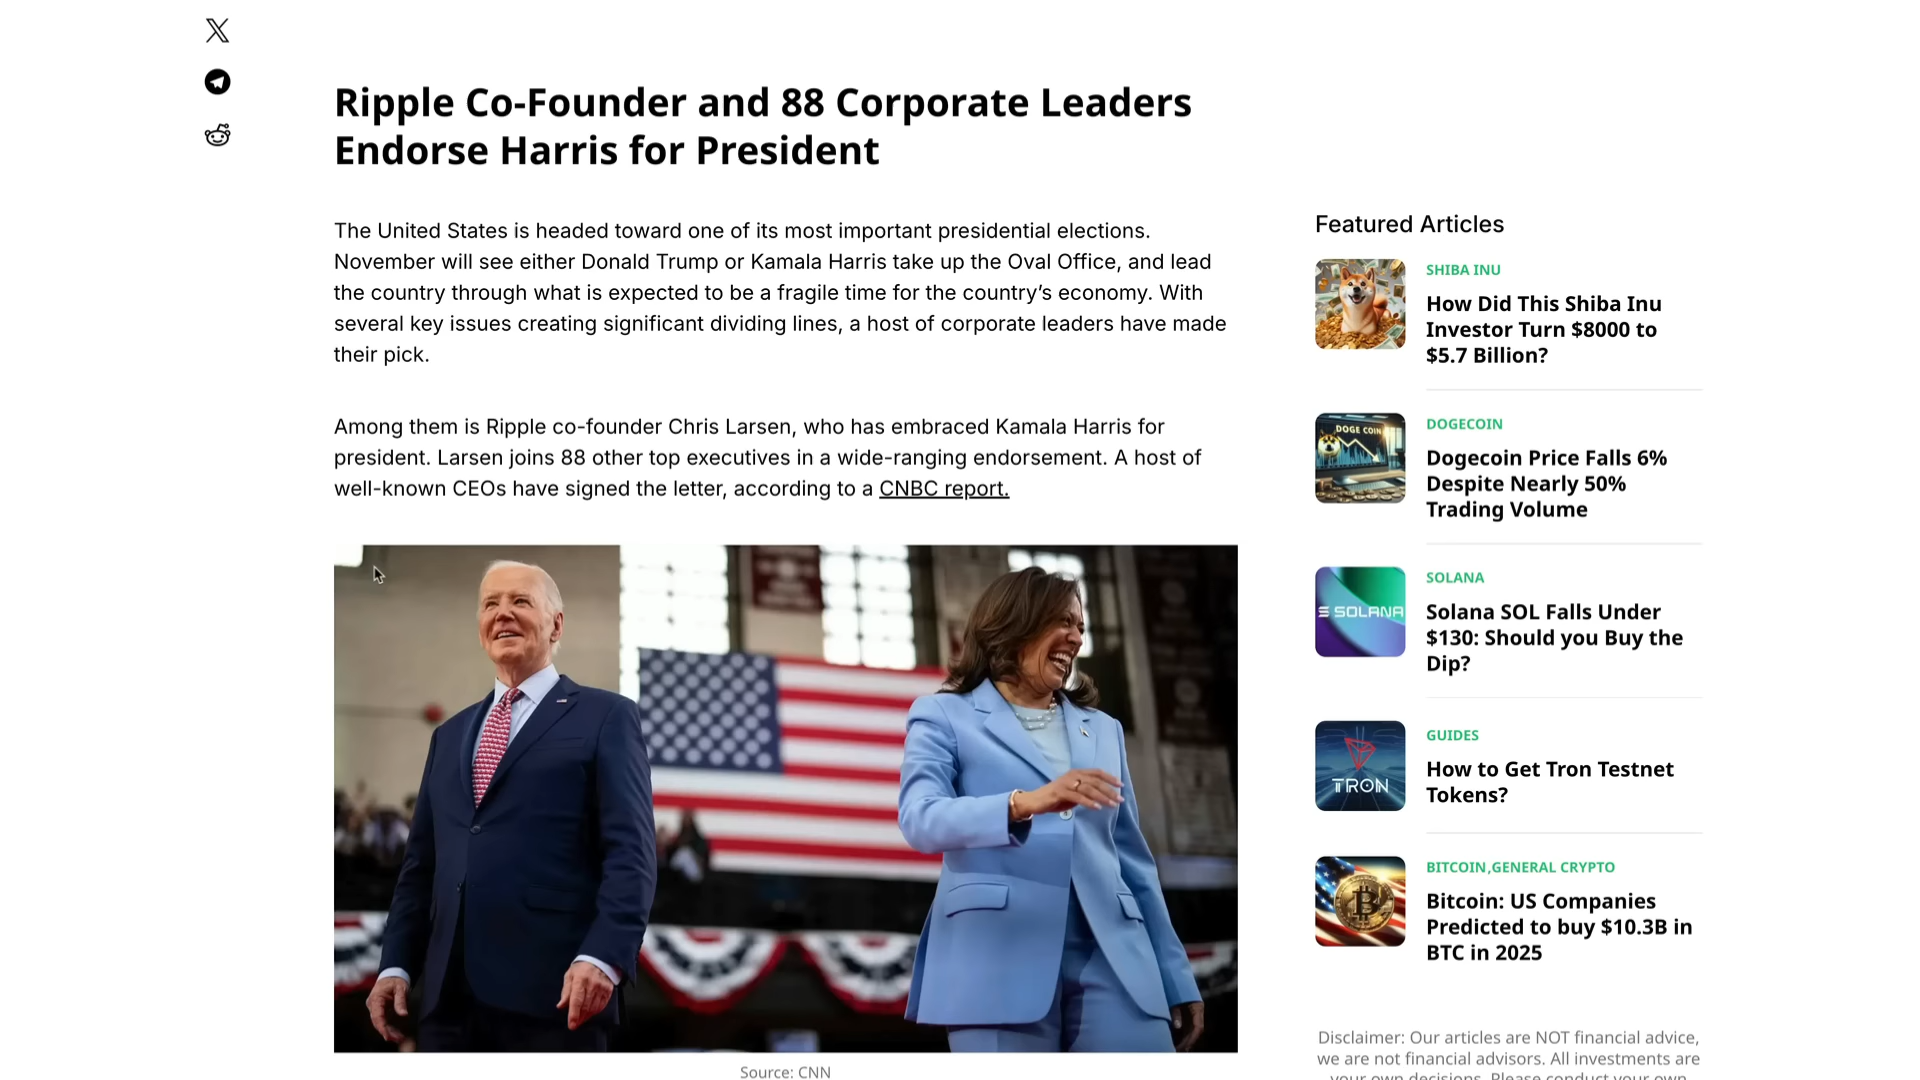 Ripple Co-Founder and 88 Corporate Leaders
Endorse Harris for President
The United States is headed toward one of its most important presidential elections.
November will see either Donald Trump or Kamala Harris take up the Oval Office, and lead
the country through what is expected to be a fragile time for the country’s economy. With
several key issues creating significant dividing lines, a host of corporate leaders have made
their pick.
Among them is Ripple co-founder Chris Larsen, who has embraced Kamala Harris for
president. Larsen joins 88 other top executives in a wide-ranging endorsement. A host of
well-known CEOs have signed the letter, according to a CNBC report.
Source: CNN
Featured Articles
SHIBA INU
How Did This Shiba Inu
Investor Turn $8000 to
$5.7 Billion?
DOGE COIN
DOGECOIN
Dogecoin Price Falls 6%
Despite Nearly 50%
Trading Volume
SOLANA
SOLANA
Solana SOL Falls Under
$130: Should you Buy the
Dip?
TRON
GUIDES
How to Get Tron Testnet
Tokens?
BITCOIN,GENERAL CRYPTO
Bitcoin: US Companies
Predicted to buy $10.3B in
BTC in 2025
Disclaimer: Our articles are NOT financial advice,
we are not financial advisors. All investments are
your own decisions. Please conduct your own